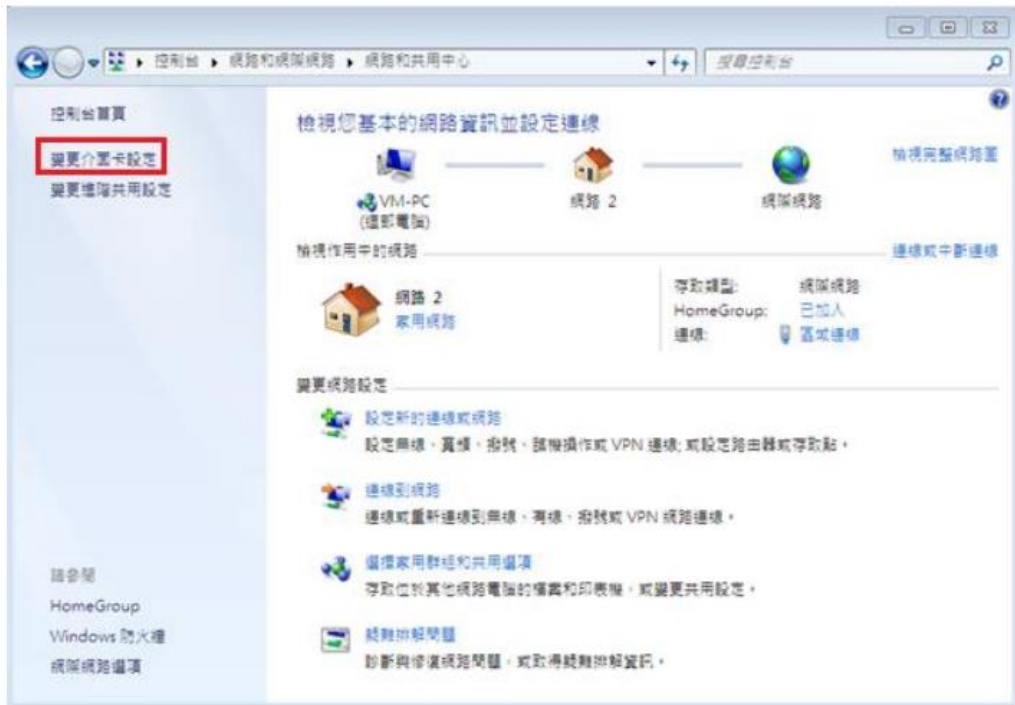 控制台 ▸ 網路和網際網路 ▸ 網路和共用中心
搜尋控制台
控制台首頁
變更介面卡設定
變更進階共用設定
檢視您基本的網路資訊並設定連線
檢視完整網路圖
VM-PC
(這部電腦)
網路 2
網際網路
檢視作用中的網路
連線或中斷連線
網路 2
家用網路
存取類型: 網際網路
HomeGroup: 已加入
連線: 區域連線
變更網路設定
設定新的連線或網路
設定無線、寬頻、撥號、臨機操作或 VPN 連線; 或設定路由器或存取點。
連線到網路
連線或重新連線到無線、有線、撥號或 VPN 網路連線。
選擇家用群組和共用選項
存取位於其他網路電腦的檔案和印表機，或變更共用設定。
疑難排解問題
診斷與修復網路問題，或取得疑難排解資訊。
請參閱
HomeGroup
Windows 防火牆
網際網路選項